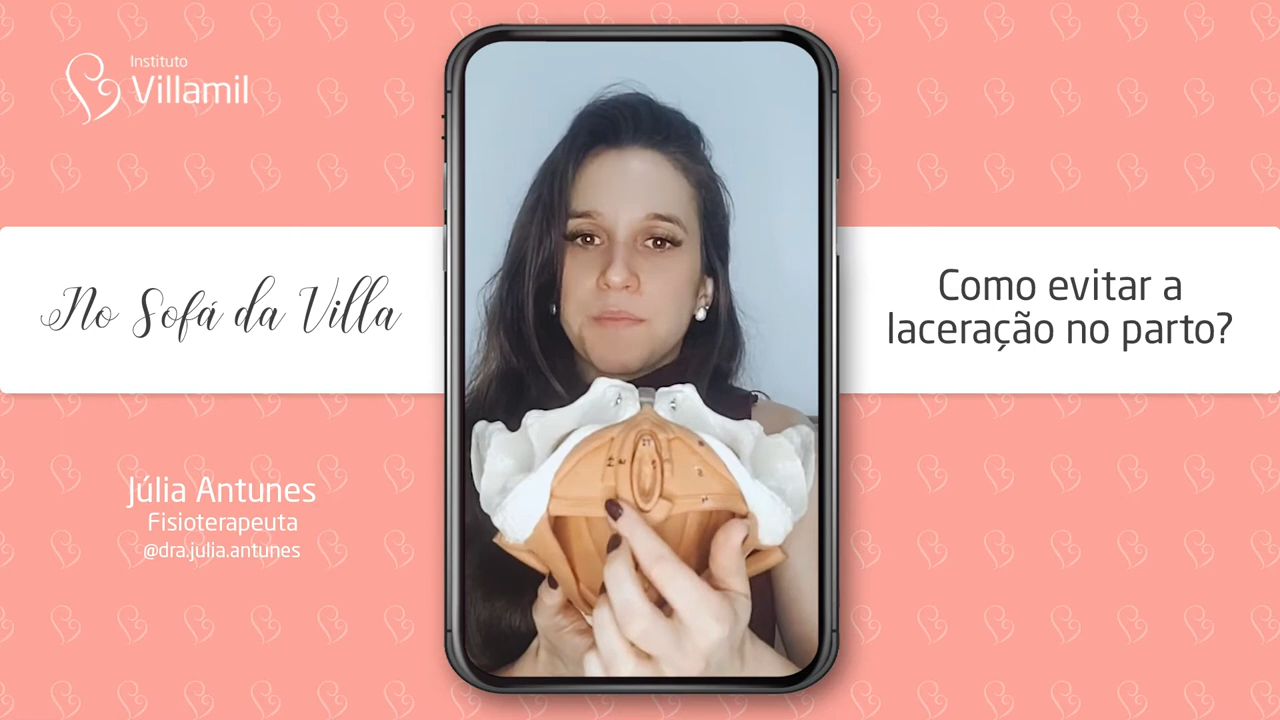 Instituto
Villamil
No Sofá da Villa
Como evitar a
laceração no parto?
Júlia Antunes
Fisioterapeuta
@dra.julia.antunes